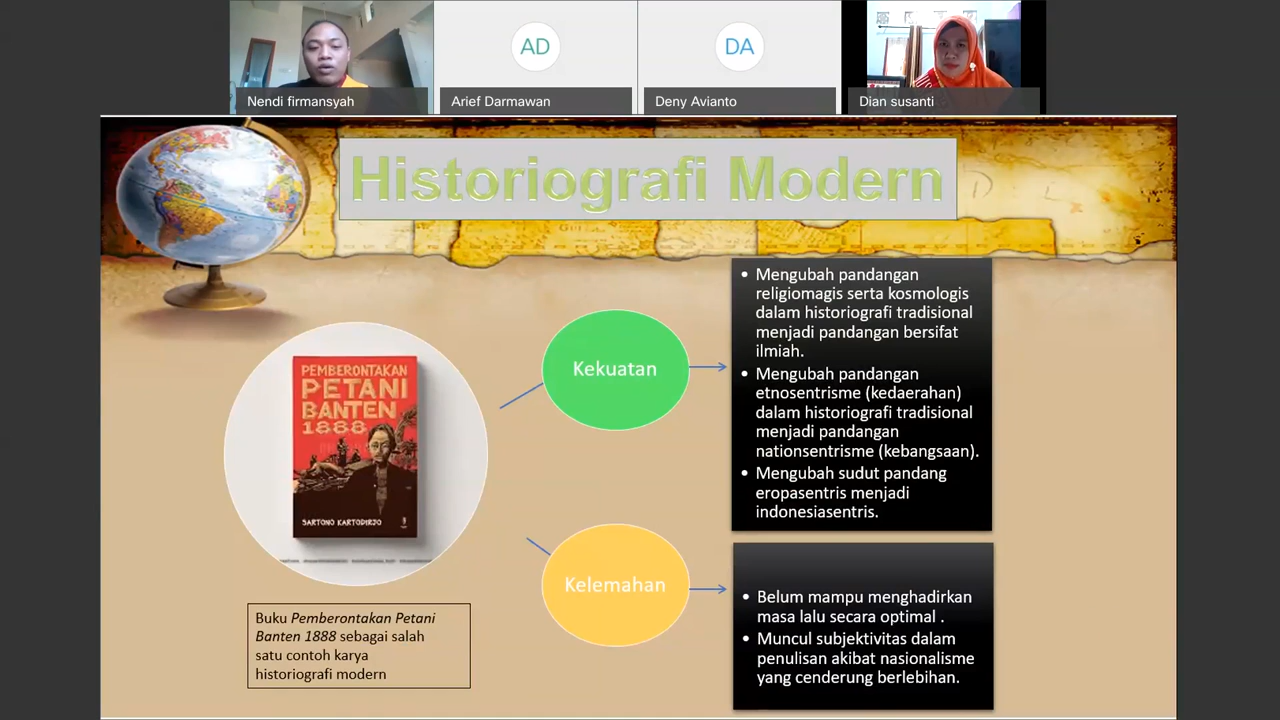 AD
DA
Nendi firmansyah
Arief Darmawan
Deny Avianto
Dian susanti
Historiografi Modern
PEMBERONTAKAN
PETANI
BANTEN
1888
SARTONO KARTODIRJO
Buku Pemberontakan Petani
Banten 1888 sebagai salah
satu contoh karya
historiografi modern
Kekuatan
• Mengubah pandangan
religiomagis serta kosmologis
dalam historiografi tradisional
menjadi pandangan bersifat
ilmiah.
• Mengubah pandangan
etnosentrisme (kedaerahan)
dalam historiografi tradisional
menjadi pandangan
nationsentrisme (kebangsaan).
• Mengubah sudut pandang
eropasentris menjadi
indonesiasentris.
Kelemahan
• Belum mampu menghadirkan
masa lalu secara optimal .
• Muncul subjektivitas dalam
penulisan akibat nasionalisme
yang cenderung berlebihan.